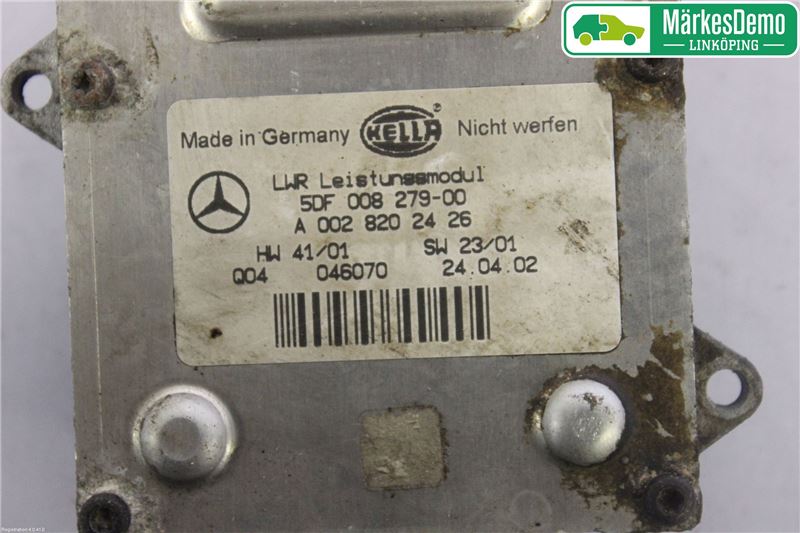 MärkesDemo
LINKÖPING
Made in Germany HELLA ® Nicht werfen
LWR Leistungsmodul
5DF 008 279-00
A 002 820 24 26
HW 41/01 SW 23/01
Q04 046070 24.04.02